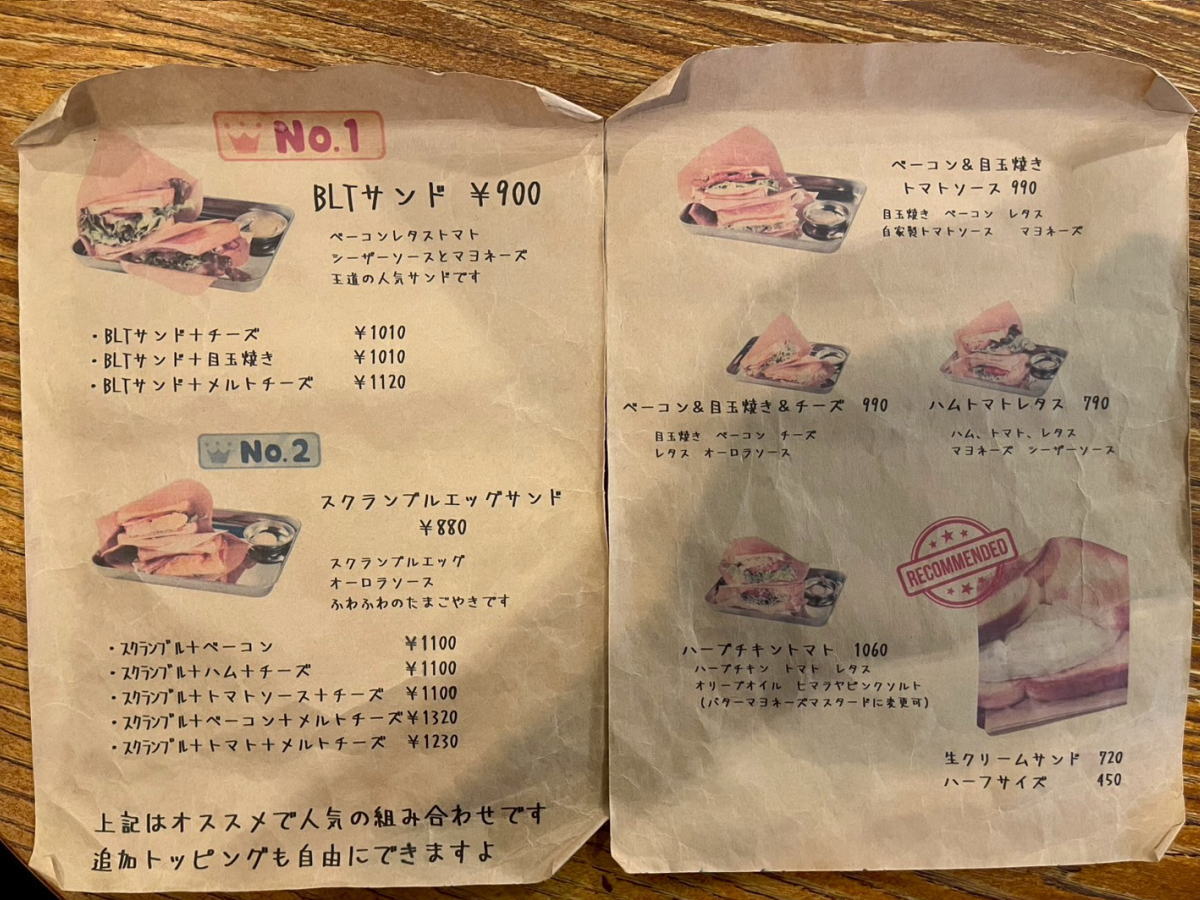 No.1
BLTサンド ￥900
ベーコンレタストマト
シーザーソースとマヨネーズ
王道の人気サンドです
・BLTサンド＋チーズ ￥1010
・BLTサンド＋目玉焼き ￥1010
・BLTサンド＋メルトチーズ ￥1120
No.2
スクランブルエッグサンド
￥880
スクランブルエッグ
オーロラソース
ふわふわのたまごやきです
・ｽｸﾗﾝﾌﾞﾙ＋ベーコン ￥1100
・ｽｸﾗﾝﾌﾞﾙ＋ハム＋チーズ ￥1100
・ｽｸﾗﾝﾌﾞﾙ＋トマトソース＋チーズ ￥1100
・ｽｸﾗﾝﾌﾞﾙ＋ベーコン＋メルトチーズ ￥1320
・ｽｸﾗﾝﾌﾞﾙ＋トマト＋メルトチーズ ￥1230
上記はオススメで人気の組み合わせです
追加トッピングも自由にできますよ
ベーコン＆目玉焼き
トマトソース 990
目玉焼き ベーコン レタス
自家製トマトソース マヨネーズ
ベーコン＆目玉焼き＆チーズ 990
目玉焼き ベーコン チーズ
レタス オーロラソース
ハムトマトレタス 790
ハム、トマト、レタス
マヨネーズ シーザーソース
ハーブチキントマト 1060
ハーブチキン トマト レタス
オリーブオイル ヒマラヤピンクソルト
（バターマヨネーズマスタードに変更可）
RECOMMENDED
生クリームサンド 720
ハーフサイズ 450